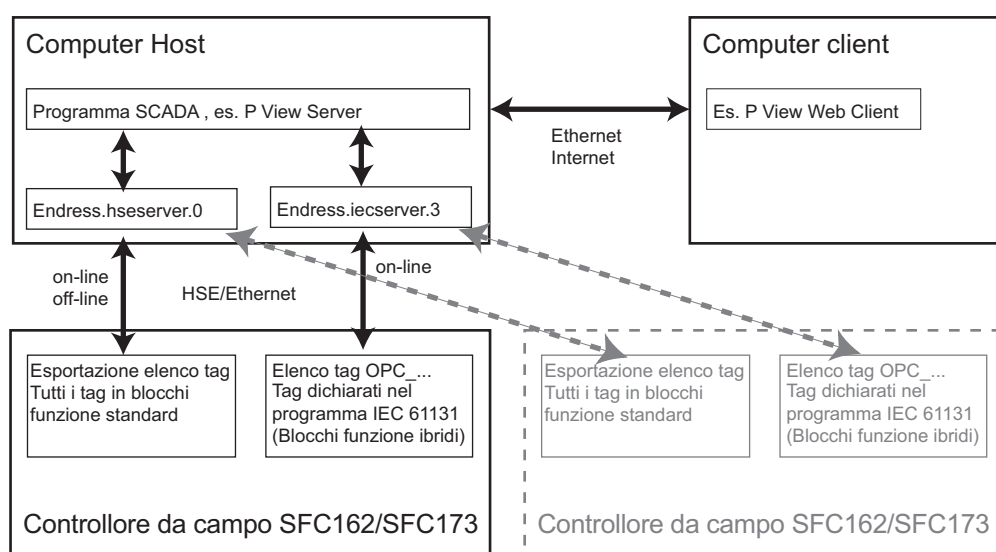 Computer Host
Programma SCADA , es. P View Server
Endress.hseserver.0
Endress.iecserver.3
Computer client
Es. P View Web Client
Ethernet
Internet
on-line
off-line
HSE/Ethernet
on-line
Esportazione elenco tag
Tutti i tag in blocchi
funzione standard
Elenco tag OPC_...
Tag dichiarati nel
programma IEC 61131
(Blocchi funzione ibridi)
Controllore da campo SFC162/SFC173
Esportazione elenco tag
Tutti i tag in blocchi
funzione standard
Elenco tag OPC_...
Tag dichiarati nel
programma IEC 61131
(Blocchi funzione ibridi)
Controllore da campo SFC162/SFC173